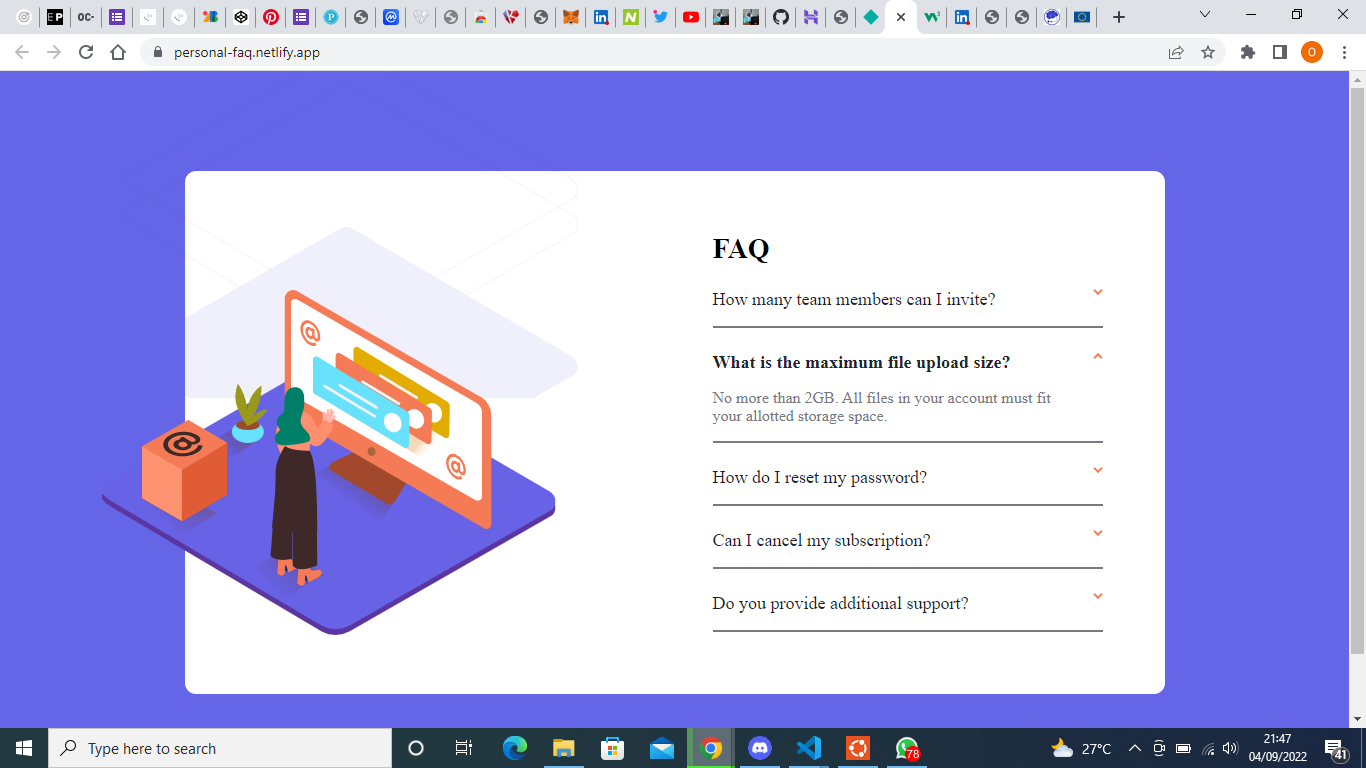 EP
OC-
P
N
personal-faq.netlify.app
O
FAQ
How many team members can I invite?
What is the maximum file upload size?
No more than 2GB. All files in your account must fit
your allotted storage space.
How do I reset my password?
Can I cancel my subscription?
Do you provide additional support?
@
@
@
Type here to search
78
27°C
21:47
04/09/2022
41